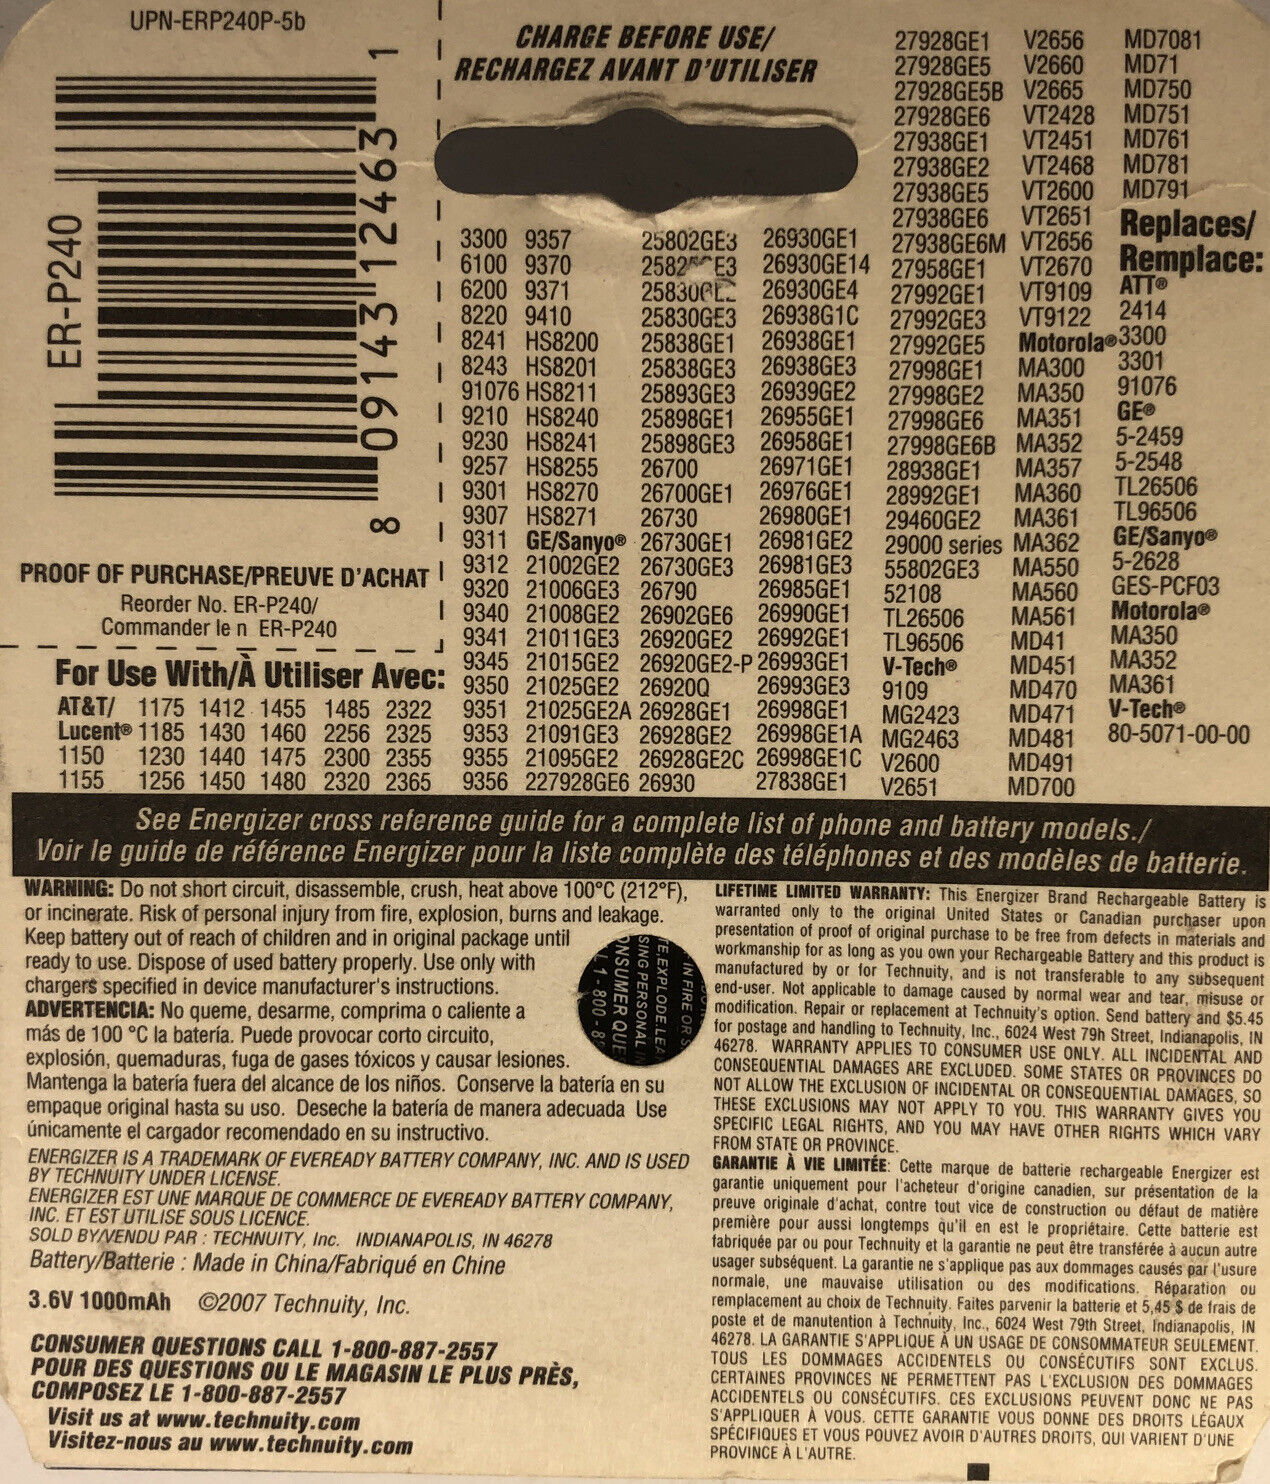 UPN-ERP240P-5b
ER-P240
8 09143 12463 1
PROOF OF PURCHASE/PREUVE D'ACHAT
Reorder No. ER-P240/
Commander le n ER-P240
CHARGE BEFORE USE/
RECHARGEZ AVANT D'UTILISER
For Use With/À Utiliser Avec:
AT&T/ 1175 1412 1455 1485 2322
Lucent® 1185 1430 1460 2256 2325
1150 1230 1440 1475 2300 2355
1155 1256 1450 1480 2320 2365
3300 9357
6100 9370
6200 9371
8220 9410
8241 HS8200
8243 HS8201
91076 HS8211
9210 HS8240
9230 HS8241
9257 HS8255
9301 HS8270
9307 HS8271
9311 GE/Sanyo®
9312 21002GE2
9320 21006GE3
9340 21008GE2
9341 21011GE3
9345 21015GE2
9350 21025GE2
9351 21025GE2A
9353 21091GE3
9355 21095GE2
9356 227928GE6
25802GE3 26930GE1
26930GE14
26930GE4
25830GE3 26938G1C
25838GE1 26938GE1
25838GE3 26938GE3
25893GE3 26939GE2
25898GE1 26955GE1
25898GE3 26958GE1
26700 26971GE1
26700GE1 26976GE1
26730 26980GE1
26730GE1 26981GE2
26730GE3 26981GE3
26790 26985GE1
26902GE6 26990GE1
26920GE2 26992GE1
26920GE2-P 26993GE1
26920Q 26993GE3
26928GE1 26998GE1
26928GE2 26998GE1A
26928GE2C 26998GE1C
26930 27838GE1
27928GE1 V2656
27928GE5 V2660
27928GE5B V2665
27928GE6 VT2428
27938GE1 VT2451
27938GE2 VT2468
27938GE5 VT2600
27938GE6 VT2651
27938GE6M VT2656
27958GE1 VT2670
27992GE1 VT9109
27992GE3 VT9122
27992GE5 Motorola®
27998GE1 MA300
27998GE2 MA350
27998GE6 MA351
27998GE6B MA352
28938GE1 MA357
28992GE1 MA360
29460GE2 MA361
29000 series MA362
55802GE3 MA550
52108 MA560
TL26506 MA561
TL96506 MD41
V-Tech® MD451
9109 MD470
MG2423 MD471
MG2463 MD481
V2600 MD491
V2651 MD700
MD7081
MD71
MD750
MD751
MD761
MD781
MD791
Replaces/
Remplace:
ATT®
2414
3300
3301
91076
GE®
5-2459
5-2548
TL26506
TL96506
GE/Sanyo®
5-2628
GES-PCF03
Motorola®
MA350
MA352
MA361
V-Tech®
80-5071-00-00
See Energizer cross reference guide for a complete list of phone and battery models./
Voir le guide de référence Energizer pour la liste complète des téléphones et des modèles de batterie.
WARNING: Do not short circuit, disassemble, crush, heat above 100°C (212°F),
or incinerate. Risk of personal injury from fire, explosion, burns and leakage.
Keep battery out of reach of children and in original package until
ready to use. Dispose of used battery properly. Use only with
chargers specified in device manufacturer's instructions.
ADVERTENCIA: No queme, desarme, comprima o caliente a
más de 100 °C la batería. Puede provocar corto circuito,
explosión, quemaduras, fuga de gases tóxicos y causar lesiones.
Mantenga la batería fuera del alcance de los niños. Conserve la batería en su
empaque original hasta su uso. Deseche la batería de manera adecuada Use
únicamente el cargador recomendado en su instructivo.
ENERGIZER IS A TRADEMARK OF EVEREADY BATTERY COMPANY, INC. AND IS USED
BY TECHNUITY UNDER LICENSE.
ENERGIZER EST UNE MARQUE DE COMMERCE DE EVEREADY BATTERY COMPANY,
INC. ET EST UTILISE SOUS LICENCE.
SOLD BY/VENDU PAR : TECHNUITY, Inc. INDIANAPOLIS, IN 46278
Battery/Batterie : Made in China/Fabriqué en Chine
3.6V 1000mAh ©2007 Technuity, Inc.
CONSUMER QUESTIONS CALL 1-800-887-2557
POUR DES QUESTIONS OU LE MAGASIN LE PLUS PRÈS,
COMPOSEZ LE 1-800-887-2557
Visit us at www.technuity.com
Visitez-nous au www.technuity.com
IN FIRE OR
TE, EXPLODE, LEA
SING PERSONAL IN
ONSUMER QUE
L 1-800-8
LIFETIME LIMITED WARRANTY: This Energizer Brand Rechargeable Battery is
warranted only to the original United States or Canadian purchaser upon
presentation of proof of original purchase to be free from defects in materials and
workmanship for as long as you own your Rechargeable Battery and this product is
manufactured by or for Technuity, and is not transferable to any subsequent
end-user. Not applicable to damage caused by normal wear and tear, misuse or
modification. Repair or replacement at Technuity's option. Send battery and $5.45
for postage and handling to Technuity, Inc., 6024 West 79h Street, Indianapolis, IN
46278. WARRANTY APPLIES TO CONSUMER USE ONLY. ALL INCIDENTAL AND
CONSEQUENTIAL DAMAGES ARE EXCLUDED. SOME STATES OR PROVINCES DO
NOT ALLOW THE EXCLUSION OF INCIDENTAL OR CONSEQUENTIAL DAMAGES, SO
THESE EXCLUSIONS MAY NOT APPLY TO YOU. THIS WARRANTY GIVES YOU
SPECIFIC LEGAL RIGHTS, AND YOU MAY HAVE OTHER RIGHTS WHICH VARY
FROM STATE OR PROVINCE.
GARANTIE À VIE LIMITÉE: Cette marque de batterie rechargeable Energizer est
garantie uniquement pour l'acheteur d'origine canadien, sur présentation de la
preuve originale d'achat, contre tout vice de construction ou défaut de matière
première pour aussi longtemps qu'il en est le propriétaire. Cette batterie est
fabriquée par ou pour Technuity et la garantie ne peut être transférée à aucun autre
usager subséquent. La garantie ne s'applique pas aux dommages causés par l'usure
normale, une mauvaise utilisation ou des modifications. Réparation ou
remplacement au choix de Technuity. Faites parvenir la batterie et 5,45 $ de frais de
poste et de manutention à Technuity, Inc., 6024 West 79th Street, Indianapolis, IN
46278. LA GARANTIE S'APPLIQUE À UN USAGE DE CONSOMMATEUR SEULEMENT.
TOUS LES DOMMAGES ACCIDENTELS OU CONSÉCUTIFS SONT EXCLUS.
CERTAINES PROVINCES NE PERMETTENT PAS L'EXCLUSION DES DOMMAGES
ACCIDENTELS OU CONSÉCUTIFS. CES EXCLUSIONS PEUVENT DONC NE PAS
S'APPLIQUER À VOUS. CETTE GARANTIE VOUS DONNE DES DROITS LÉGAUX
SPÉCIFIQUES ET VOUS POUVEZ AVOIR D'AUTRES DROITS, QUI VARIENT D'UNE
PROVINCE À L'AUTRE.